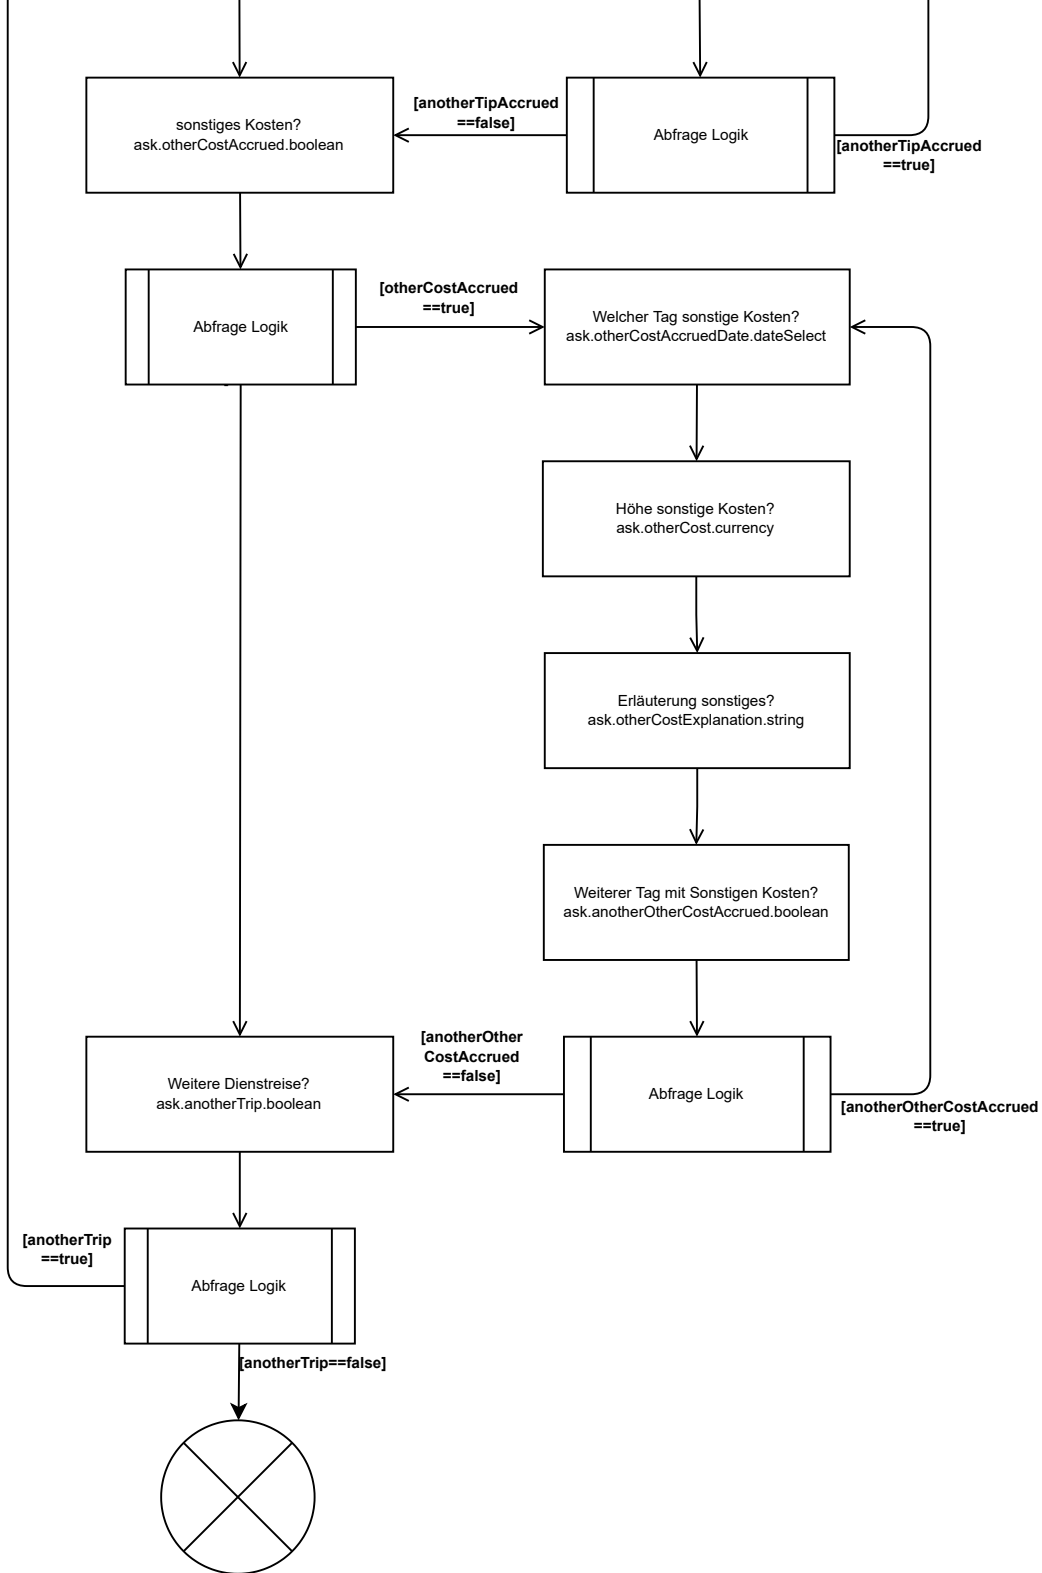 [anotherTipAccrued
==false]
sonstiges Kosten?
ask.otherCostAccrued.boolean
Abfrage Logik
[anotherTipAccrued
==true]
[otherCostAccrued
==true]
Abfrage Logik
Welcher Tag sonstige Kosten?
ask.otherCostAccruedDate.dateSelect
Höhe sonstige Kosten?
ask.otherCost.currency
Erläuterung sonstiges?
ask.otherCostExplanation.string
Weiterer Tag mit Sonstigen Kosten?
ask.anotherOtherCostAccrued.boolean
[anotherOther
CostAccrued
==false]
Weitere Dienstreise?
ask.anotherTrip.boolean
Abfrage Logik
[anotherOtherCostAccrued
==true]
[anotherTrip
==true]
Abfrage Logik
[anotherTrip==false]